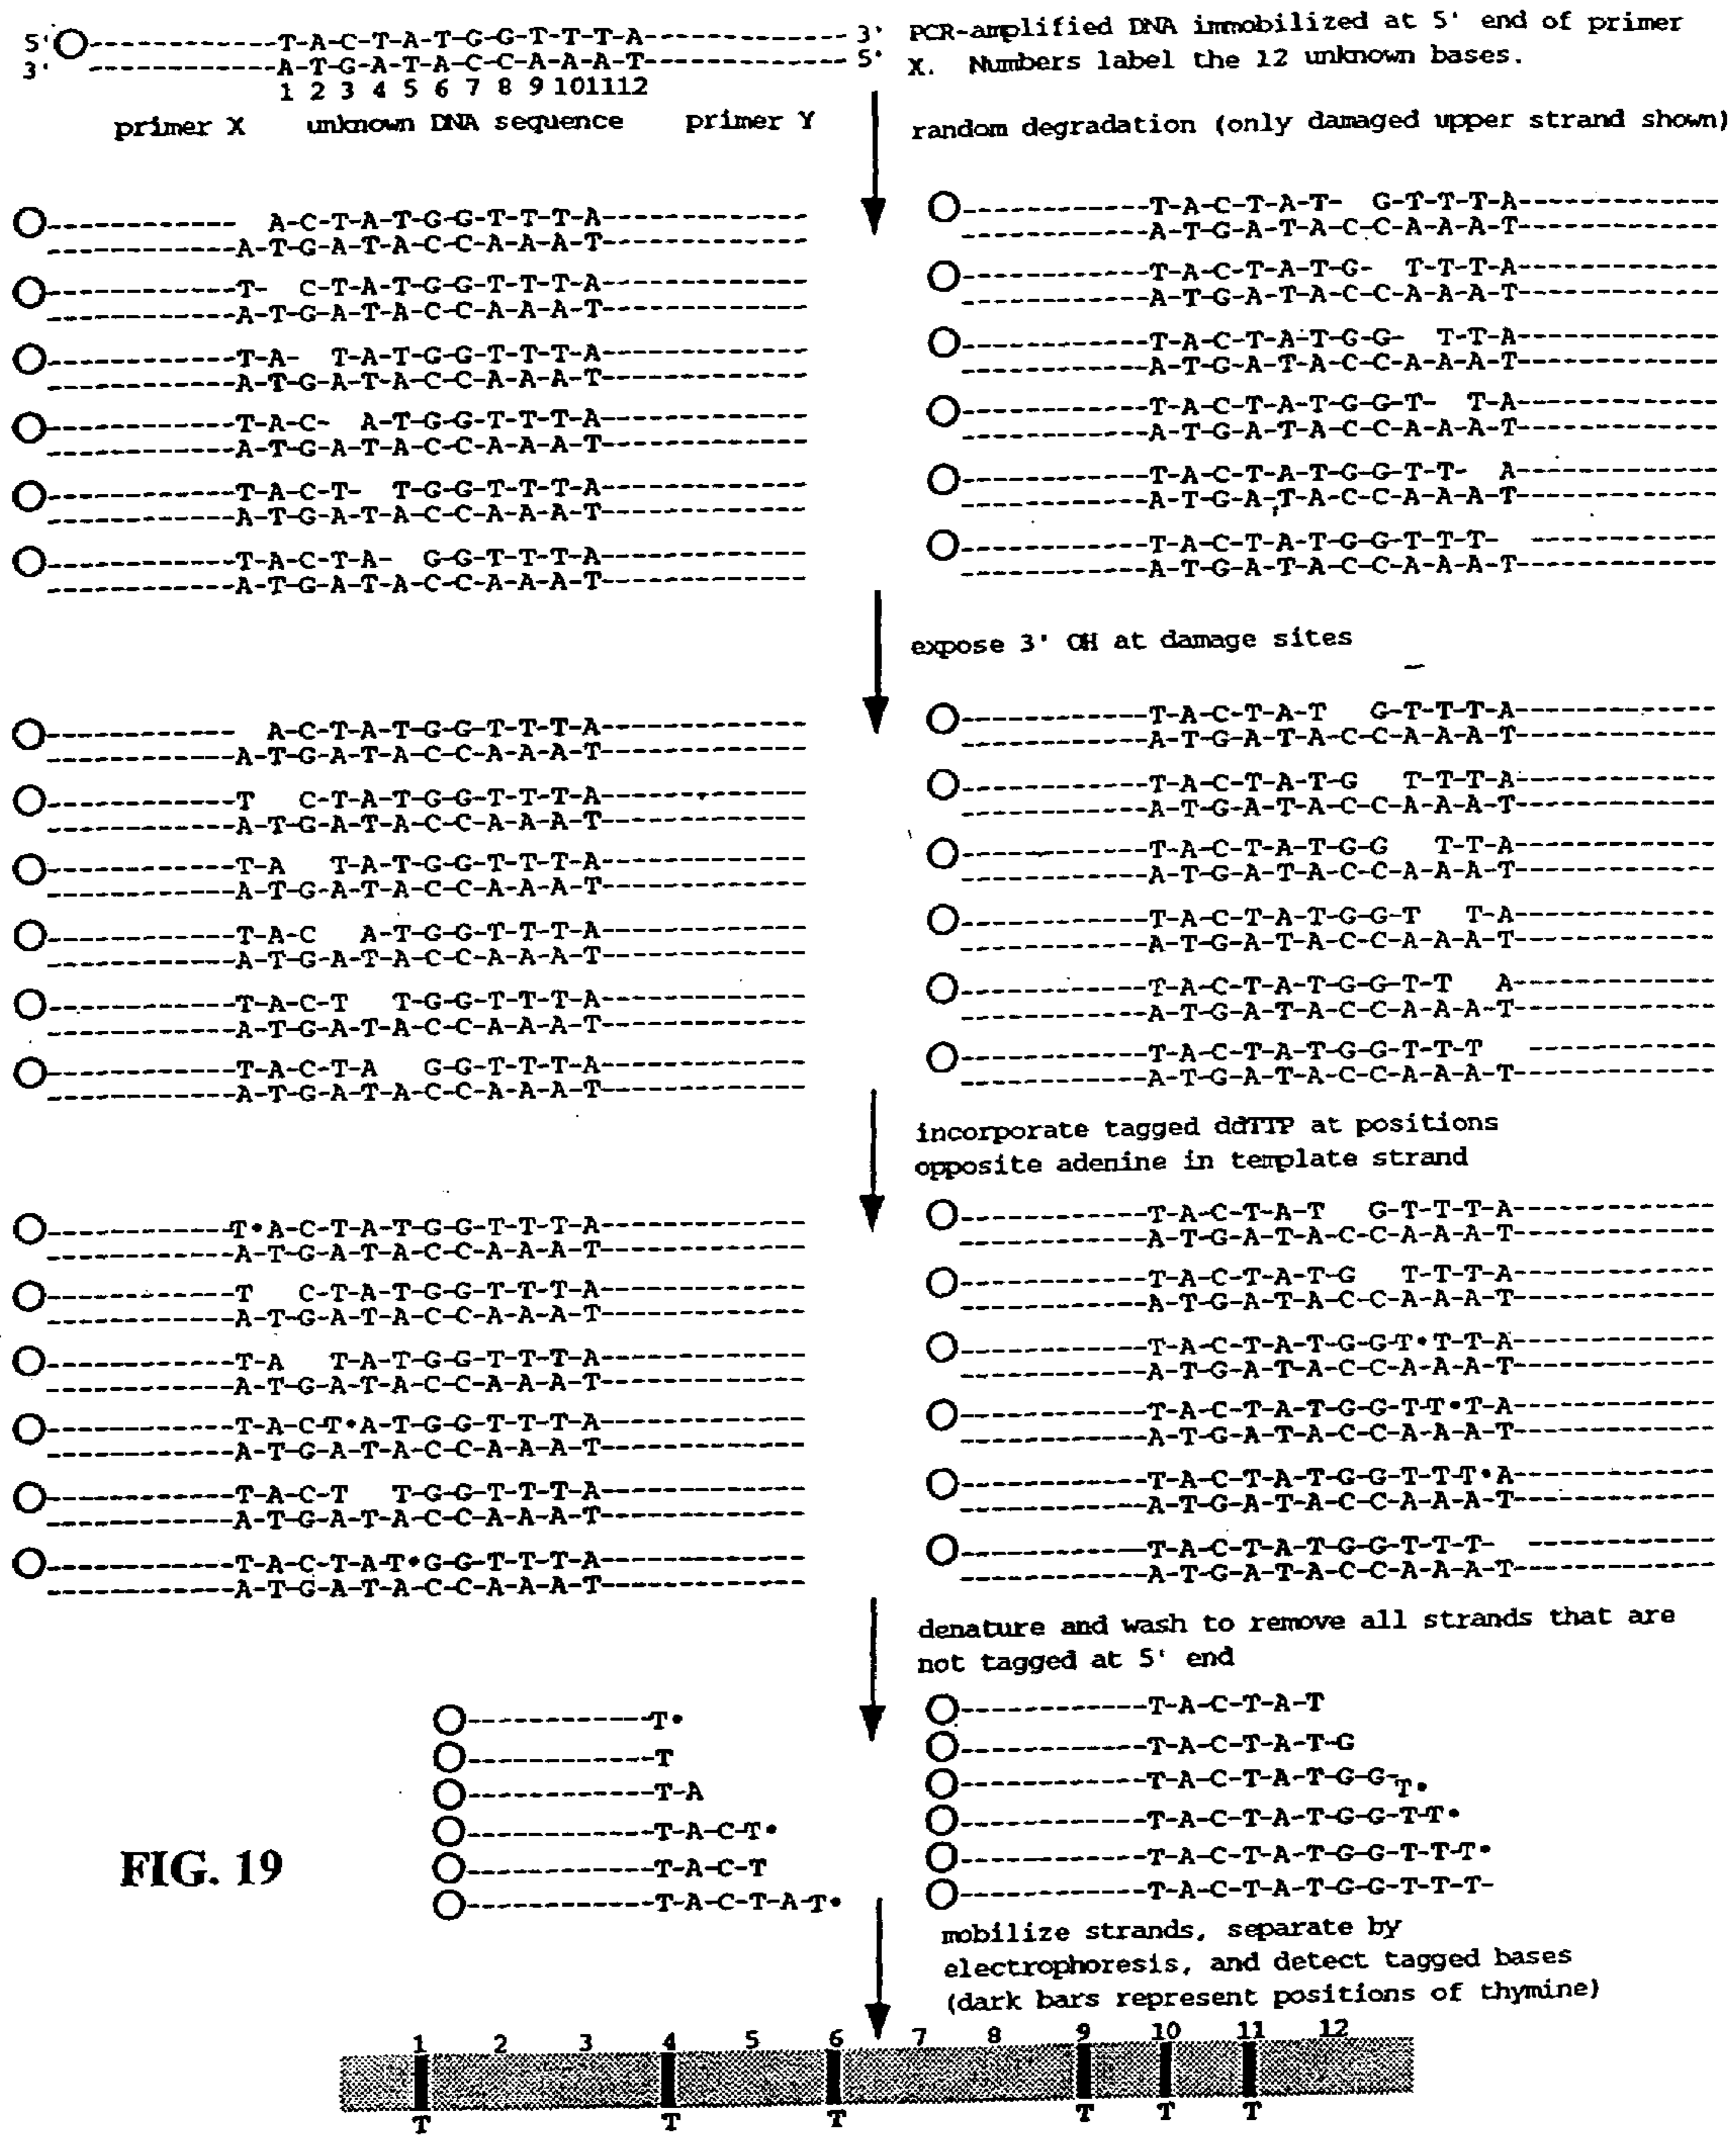 5' O------------T-A-C-T-A-T-G-G-T-T-T-A------------- 3'
3' ------------A-T-G-A-T-A-C-C-A-A-A-T------------- 5'
1 2 3 4 5 6 7 8 9 101112
primer X unknown DNA sequence primer Y
PCR-amplified DNA immobilized at 5' end of primer
X. Numbers label the 12 unknown bases.
random degradation (only damaged upper strand shown)
O------------ A-C-T-A-T-G-G-T-T-T-A-------------
------------A-T-G-A-T-A-C-C-A-A-A-T-------------
O------------T- C-T-A-T-G-G-T-T-T-A-------------
------------A-T-G-A-T-A-C-C-A-A-A-T-------------
O------------T-A- T-A-T-G-G-T-T-T-A-------------
------------A-T-G-A-T-A-C-C-A-A-A-T-------------
O------------T-A-C- A-T-G-G-T-T-T-A-------------
------------A-T-G-A-T-A-C-C-A-A-A-T-------------
O------------T-A-C-T- T-G-G-T-T-T-A-------------
------------A-T-G-A-T-A-C-C-A-A-A-T-------------
O------------T-A-C-T-A- G-G-T-T-T-A-------------
------------A-T-G-A-T-A-C-C-A-A-A-T-------------
O------------T-A-C-T-A-T- G-T-T-T-A-------------
------------A-T-G-A-T-A-C-C-A-A-A-T-------------
O------------T-A-C-T-A-T-G- T-T-T-A-------------
------------A-T-G-A-T-A-C-C-A-A-A-T-------------
O------------T-A-C-T-A-T-G-G- T-T-A-------------
------------A-T-G-A-T-A-C-C-A-A-A-T-------------
O------------T-A-C-T-A-T-G-G-T- T-A-------------
------------A-T-G-A-T-A-C-C-A-A-A-T-------------
O------------T-A-C-T-A-T-G-G-T-T- A-------------
------------A-T-G-A-T-A-C-C-A-A-A-T-------------
O------------T-A-C-T-A-T-G-G-T-T-T- -------------
------------A-T-G-A-T-A-C-C-A-A-A-T-------------
expose 3' OH at damage sites
O------------ A-C-T-A-T-G-G-T-T-T-A-------------
------------A-T-G-A-T-A-C-C-A-A-A-T-------------
O------------T C-T-A-T-G-G-T-T-T-A-------------
------------A-T-G-A-T-A-C-C-A-A-A-T-------------
O------------T-A T-A-T-G-G-T-T-T-A-------------
------------A-T-G-A-T-A-C-C-A-A-A-T-------------
O------------T-A-C A-T-G-G-T-T-T-A-------------
------------A-T-G-A-T-A-C-C-A-A-A-T-------------
O------------T-A-C-T T-G-G-T-T-T-A-------------
------------A-T-G-A-T-A-C-C-A-A-A-T-------------
O------------T-A-C-T-A G-G-T-T-T-A-------------
------------A-T-G-A-T-A-C-C-A-A-A-T-------------
O------------T-A-C-T-A-T G-T-T-T-A-------------
------------A-T-G-A-T-A-C-C-A-A-A-T-------------
O------------T-A-C-T-A-T-G T-T-T-A-------------
------------A-T-G-A-T-A-C-C-A-A-A-T-------------
O------------T-A-C-T-A-T-G-G T-T-A-------------
------------A-T-G-A-T-A-C-C-A-A-A-T-------------
O------------T-A-C-T-A-T-G-G-T T-A-------------
------------A-T-G-A-T-A-C-C-A-A-A-T-------------
O------------T-A-C-T-A-T-G-G-T-T A-------------
------------A-T-G-A-T-A-C-C-A-A-A-T-------------
O------------T-A-C-T-A-T-G-G-T-T-T -------------
------------A-T-G-A-T-A-C-C-A-A-A-T-------------
incorporate tagged ddTTP at positions
opposite adenine in template strand
O------------T•A-C-T-A-T-G-G-T-T-T-A-------------
------------A-T-G-A-T-A-C-C-A-A-A-T-------------
O------------T C-T-A-T-G-G-T-T-T-A-------------
------------A-T-G-A-T-A-C-C-A-A-A-T-------------
O------------T-A T-A-T-G-G-T-T-T-A-------------
------------A-T-G-A-T-A-C-C-A-A-A-T-------------
O------------T-A-C-T•A-T-G-G-T-T-T-A-------------
------------A-T-G-A-T-A-C-C-A-A-A-T-------------
O------------T-A-C-T T-G-G-T-T-T-A-------------
------------A-T-G-A-T-A-C-C-A-A-A-T-------------
O------------T-A-C-T-A-T•G-G-T-T-T-A-------------
------------A-T-G-A-T-A-C-C-A-A-A-T-------------
O------------T-A-C-T-A-T G-T-T-T-A-------------
------------A-T-G-A-T-A-C-C-A-A-A-T-------------
O------------T-A-C-T-A-T-G T-T-T-A-------------
------------A-T-G-A-T-A-C-C-A-A-A-T-------------
O------------T-A-C-T-A-T-G-G-T•T-T-A-------------
------------A-T-G-A-T-A-C-C-A-A-A-T-------------
O------------T-A-C-T-A-T-G-G-T-T•T-A-------------
------------A-T-G-A-T-A-C-C-A-A-A-T-------------
O------------T-A-C-T-A-T-G-G-T-T-T•A-------------
------------A-T-G-A-T-A-C-C-A-A-A-T-------------
O------------T-A-C-T-A-T-G-G-T-T-T- -------------
------------A-T-G-A-T-A-C-C-A-A-A-T-------------
denature and wash to remove all strands that are
not tagged at 5' end
O------------T•
O------------T
O------------T-A
O------------T-A-C-T•
O------------T-A-C-T
O------------T-A-C-T-A-T•
O------------T-A-C-T-A-T
O------------T-A-C-T-A-T-G
O------------T-A-C-T-A-T-G-G-T•
O------------T-A-C-T-A-T-G-G-T-T•
O------------T-A-C-T-A-T-G-G-T-T-T•
O------------T-A-C-T-A-T-G-G-T-T-T-
FIG. 19
mobilize strands, separate by
electrophoresis, and detect tagged bases
(dark bars represent positions of thymine)
1 2 3 4 5 6 7 8 9 10 11 12
T T T T T T